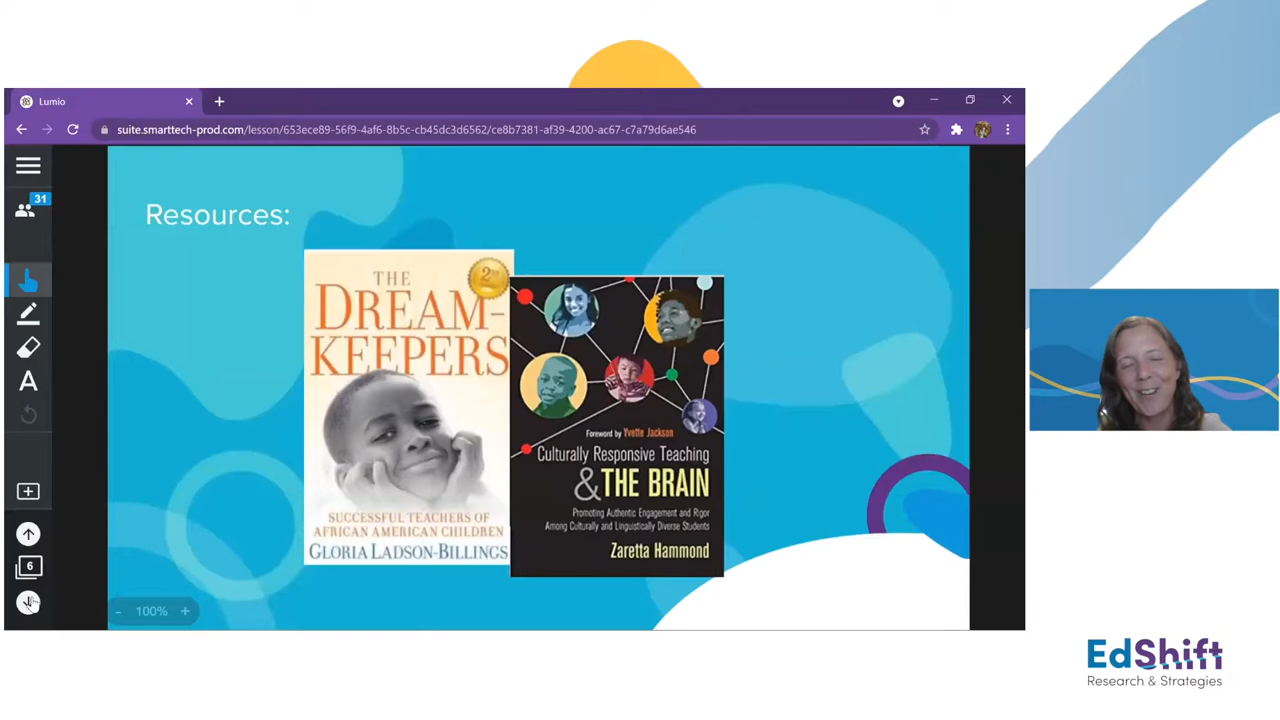 Lumio
suite.smarttech-prod.com/lesson/653ece89-56f9-4af6-8b5c-cb45dc3d6562/ce8b7381-af39-4200-ac67-c7a79d6ae546
31
Resources:
THE
DREAM-
KEEPERS
SUCCESSFUL TEACHERS OF
AFRICAN AMERICAN CHILDREN
GLORIA LADSON-BILLINGS
Foreword by Yvette Jackson
Culturally Responsive Teaching
& THE BRAIN
Promoting Authentic Engagement and Rigor
Among Culturally and Linguistically Diverse Students
Zaretta Hammond
A
6
- 100% +
EdShift
Research & Strategies